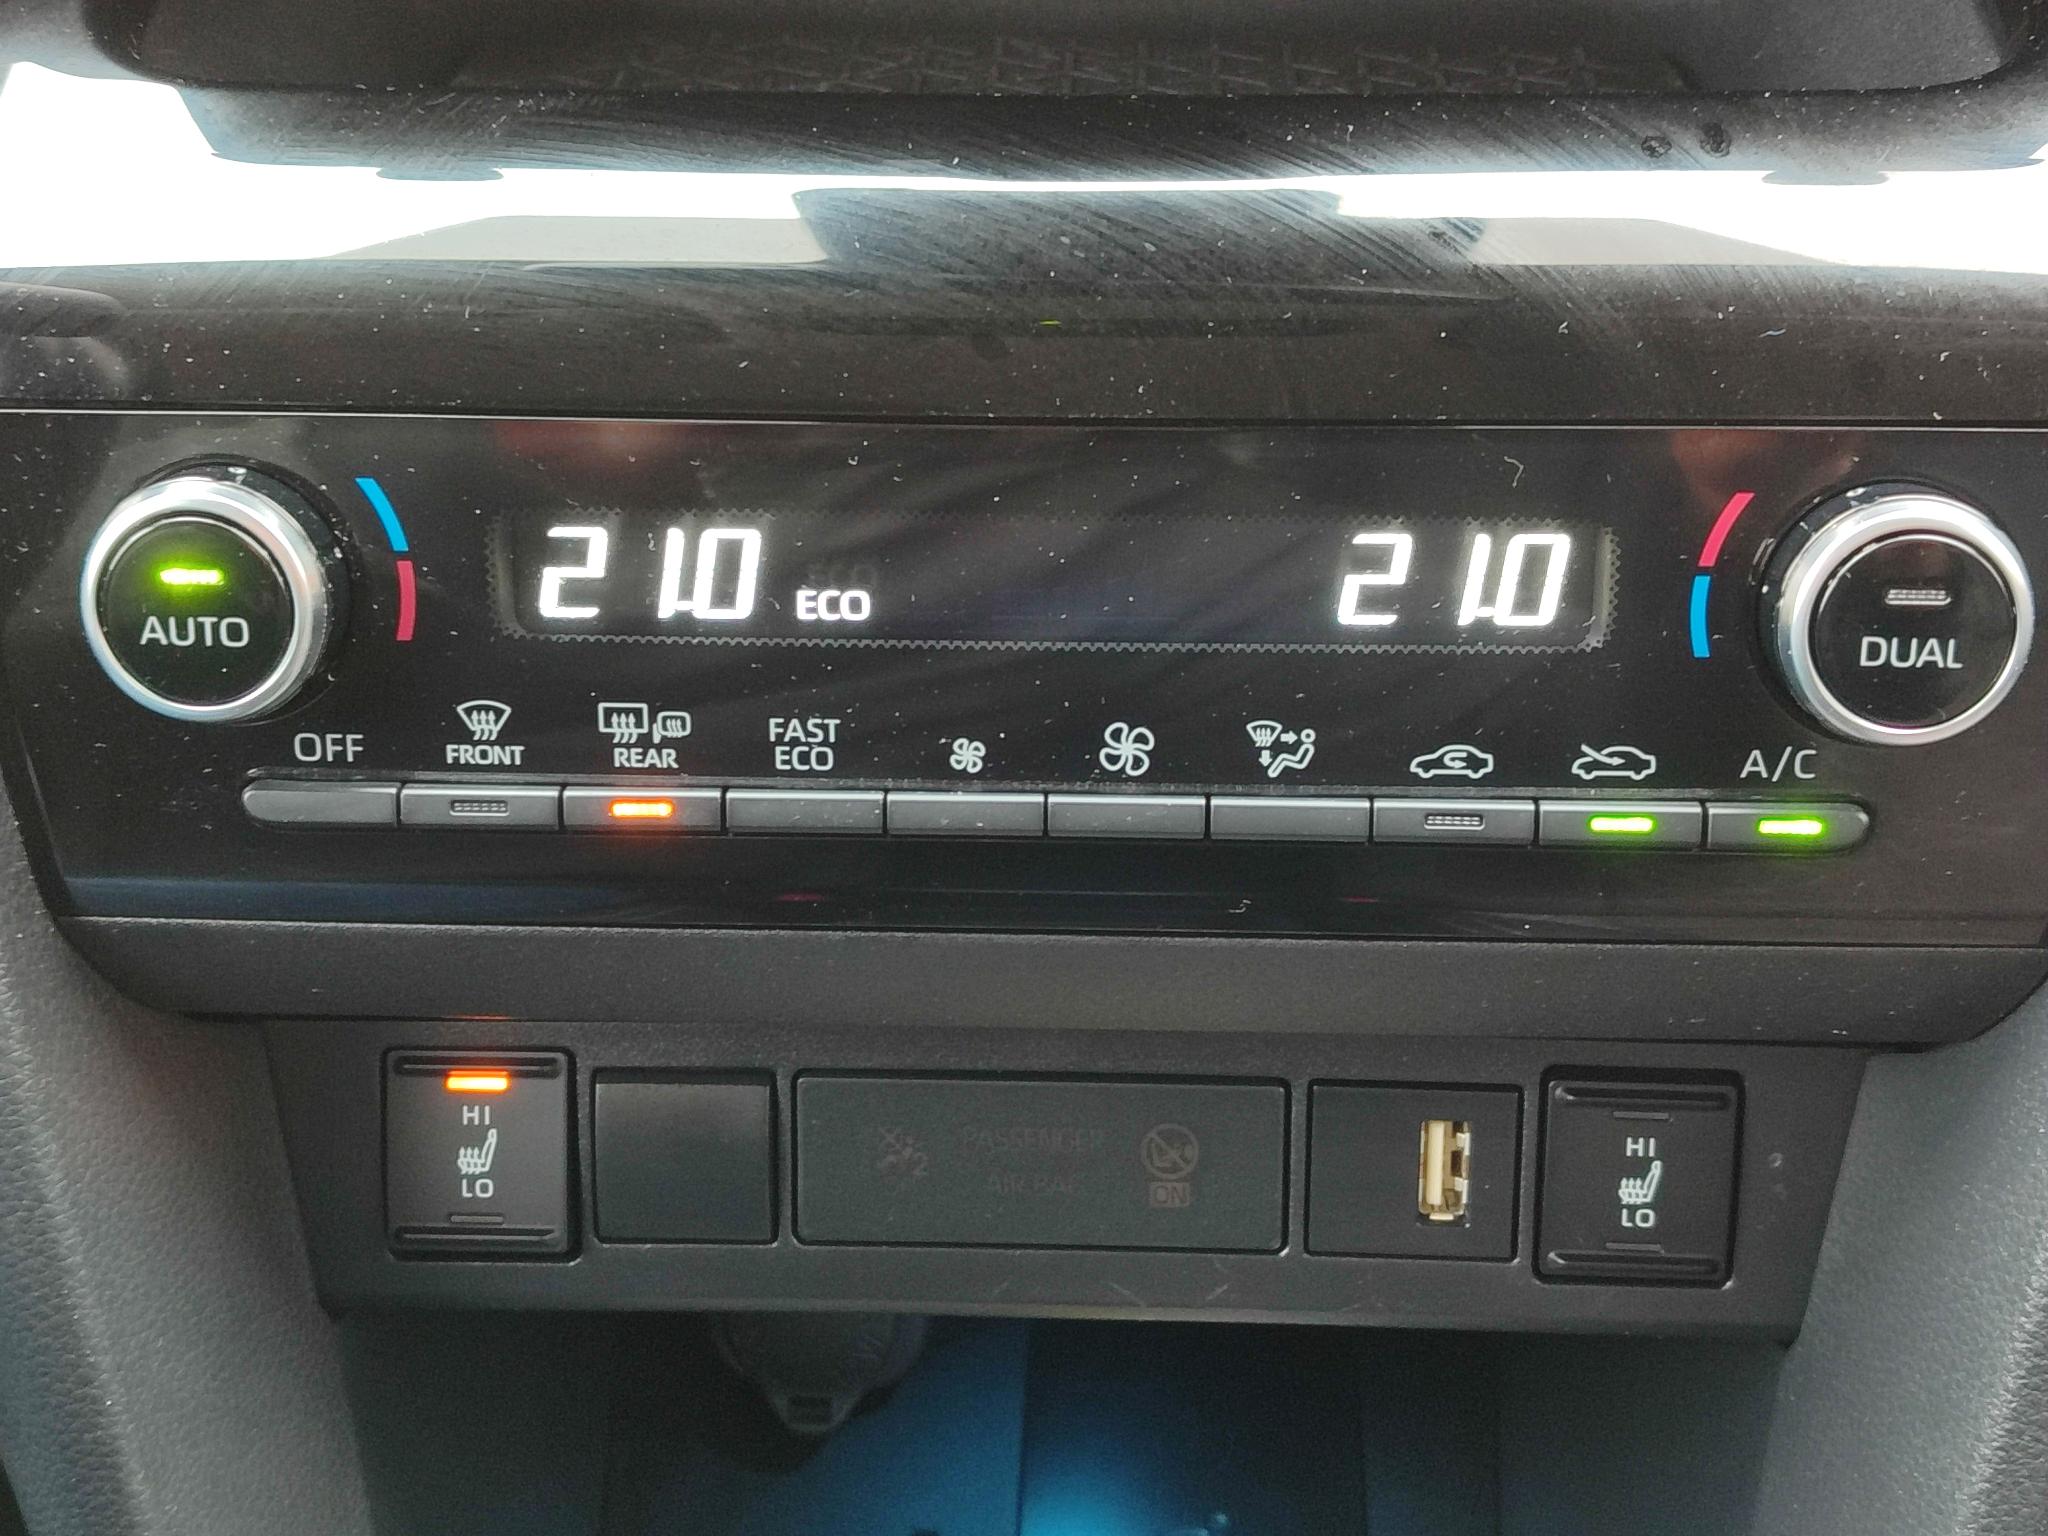 21.0 ECO 21.0
AUTO
DUAL
OFF
FRONT
REAR
FAST
ECO
A/C
HI
LO
PASSENGER
AIR BAG
ON
HI
LO